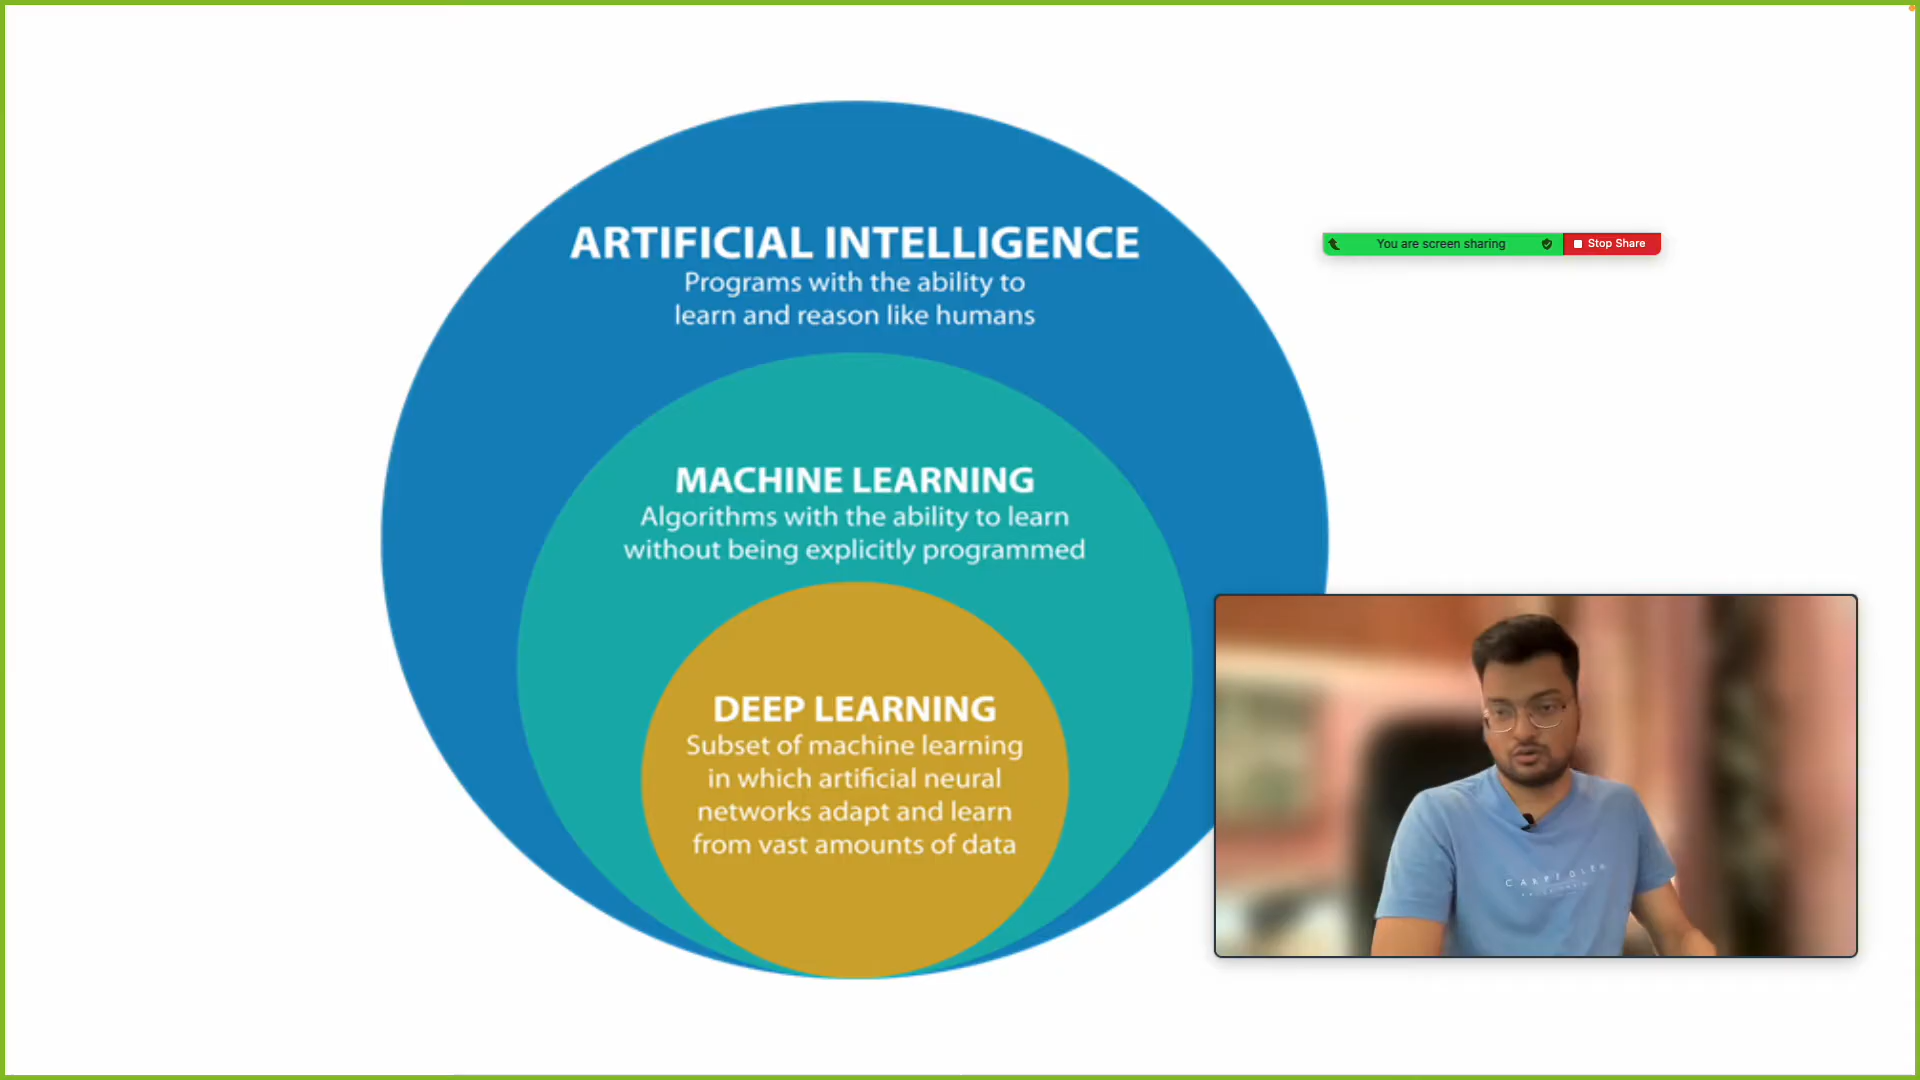 ARTIFICIAL INTELLIGENCE
Programs with the ability to
learn and reason like humans
You are screen sharing
Stop Share
MACHINE LEARNING
Algorithms with the ability to learn
without being explicitly programmed
DEEP LEARNING
Subset of machine learning
in which artificial neural
networks adapt and learn
from vast amounts of data